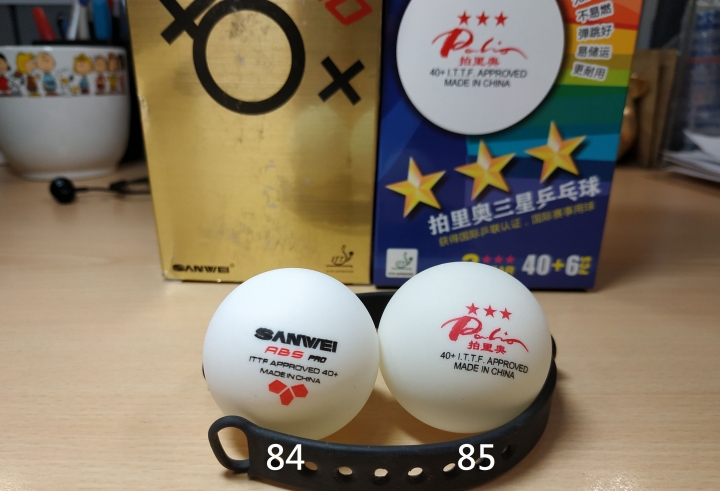 不易燃
弹跳好
易储运
更耐用
★★★
Palio
拍里奥
40+ I.T.T.F. APPROVED
MADE IN CHINA
拍里奥三星乒乓球
获得国际乒联认证、国际赛事用球
40+6
SANWEI
SANWEI
ABS PRO
ITTF APPROVED 40+
MADE IN CHINA
★★★
Palio
拍里奥
40+ I.T.T.F. APPROVED
MADE IN CHINA
84
85